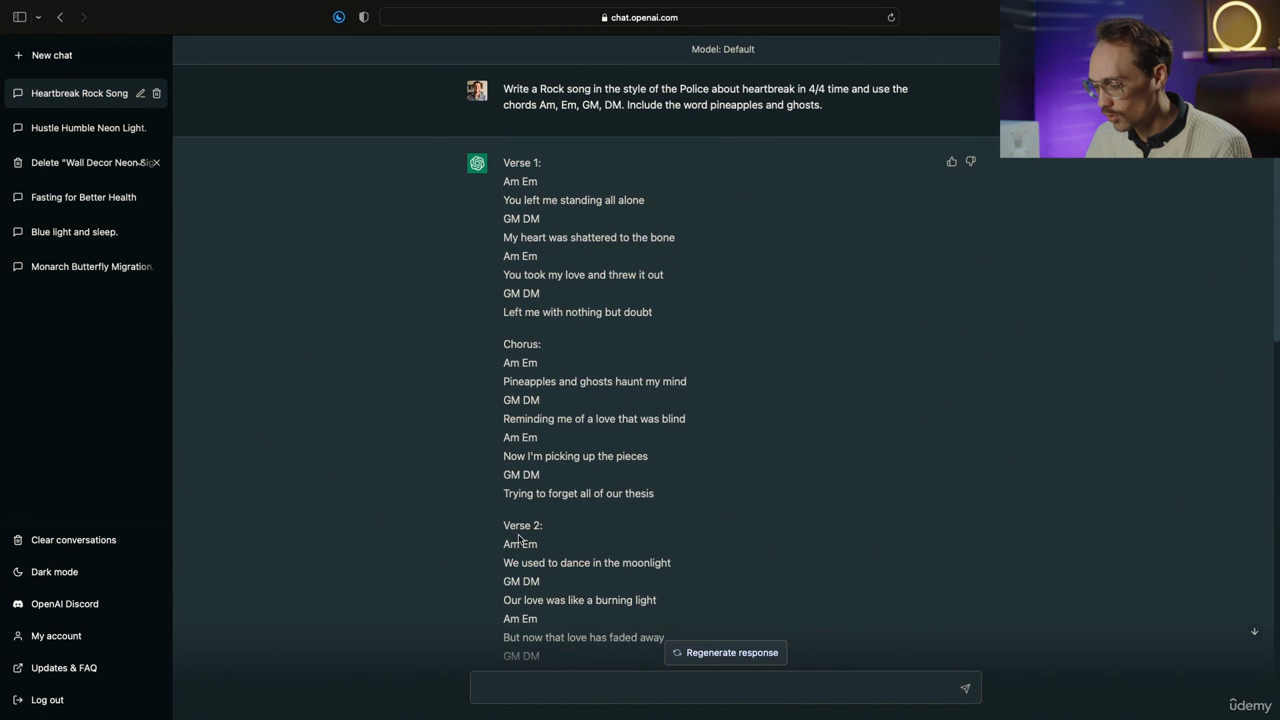 chat.openai.com
New chat
Model: Default
Heartbreak Rock Song
Hustle Humble Neon Light.
Delete "Wall Decor Neon Sig
Fasting for Better Health
Blue light and sleep.
Monarch Butterfly Migration.
Write a Rock song in the style of the Police about heartbreak in 4/4 time and use the
chords Am, Em, GM, DM. Include the word pineapples and ghosts.
Verse 1:
Am Em
You left me standing all alone
GM DM
My heart was shattered to the bone
Am Em
You took my love and threw it out
GM DM
Left me with nothing but doubt
Chorus:
Am Em
Pineapples and ghosts haunt my mind
GM DM
Reminding me of a love that was blind
Am Em
Now I'm picking up the pieces
GM DM
Trying to forget all of our thesis
Verse 2:
Am Em
We used to dance in the moonlight
GM DM
Our love was like a burning light
Am Em
But now that love has faded away
GM DM
Regenerate response
Clear conversations
Dark mode
OpenAI Discord
My account
Updates & FAQ
Log out
ûdemy